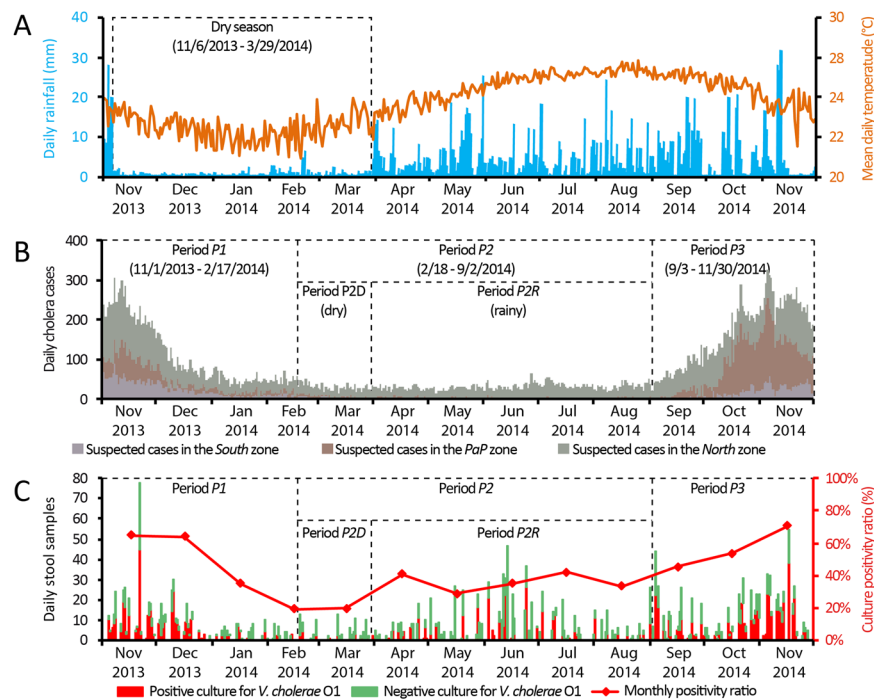 A
Daily rainfall (mm)
40
30
20
10
0
Dry season
(11/6/2013 - 3/29/2014)
30
28
26
24
22
20
Mean daily temperatude (°C)
Nov Dec Jan Feb Mar Apr May Jun Jul Aug Sep Oct Nov
2013 2013 2014 2014 2014 2014 2014 2014 2014 2014 2014 2014 2014
B
Daily cholera cases
400
300
200
100
0
Period P1
(11/1/2013 - 2/17/2014)
Period P2
(2/18 - 9/2/2014)
Period P3
(9/3 - 11/30/2014)
Period P2D
(dry)
Period P2R
(rainy)
Nov Dec Jan Feb Mar Apr May Jun Jul Aug Sep Oct Nov
2013 2013 2014 2014 2014 2014 2014 2014 2014 2014 2014 2014 2014
Suspected cases in the South zone
Suspected cases in the PaP zone
Suspected cases in the North zone
C
Daily stool samples
80
70
60
50
40
30
20
10
0
Period P1
Period P2
Period P3
Period P2D
Period P2R
100%
80%
60%
40%
20%
0%
Culture positivity ratio (%)
Nov Dec Jan Feb Mar Apr May Jun Jul Aug Sep Oct Nov
2013 2013 2014 2014 2014 2014 2014 2014 2014 2014 2014 2014 2014
Positive culture for V. cholerae O1
Negative culture for V. cholerae O1
Monthly positivity ratio